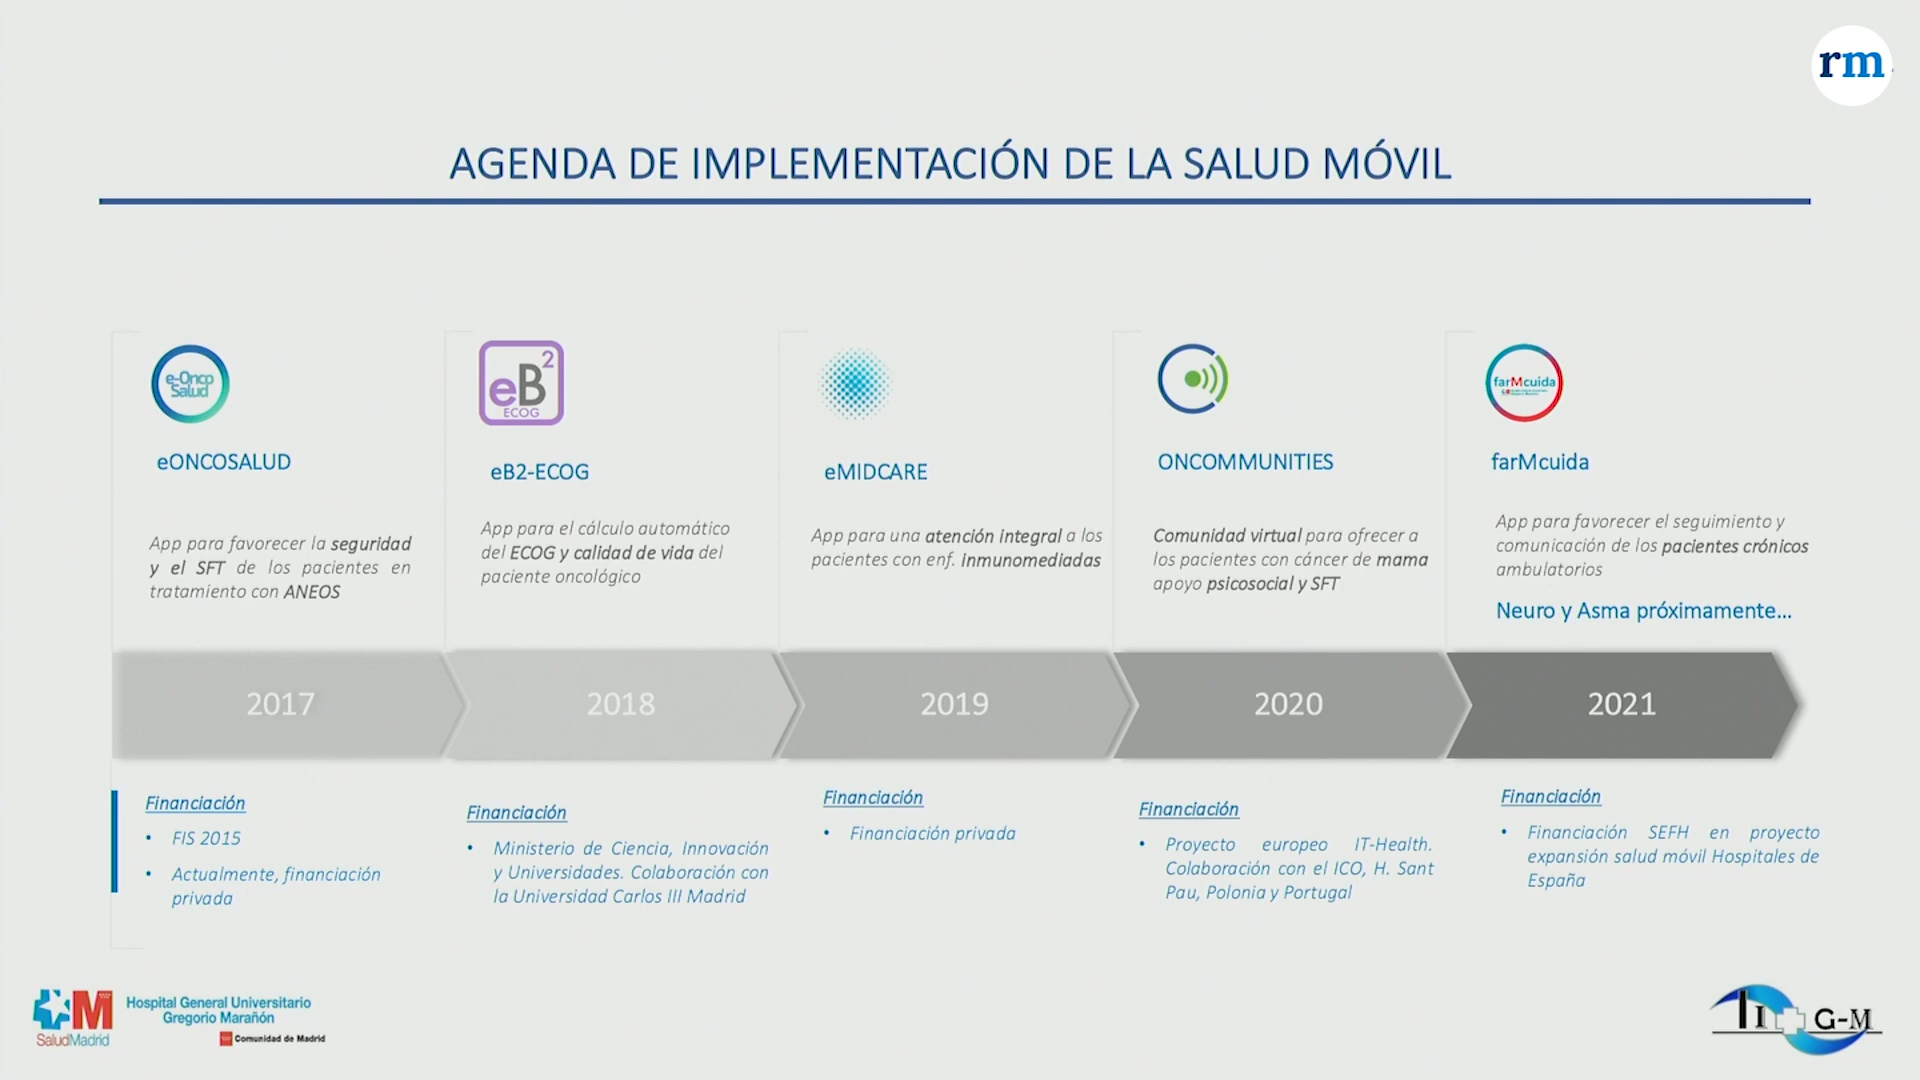 rm
AGENDA DE IMPLEMENTACIÓN DE LA SALUD MÓVIL
e-Onco
Salud
eONCOSALUD
App para favorecer la seguridad
y el SFT de los pacientes en
tratamiento con ANEOS
eB2
ECOG
eB2-ECOG
App para el cálculo automático
del ECOG y calidad de vida del
paciente oncológico
eMIDCARE
App para una atención integral a los
pacientes con enf. inmunomediadas
ONCOMMUNITIES
Comunidad virtual para ofrecer a
los pacientes con cáncer de mama
apoyo psicosocial y SFT
farMcuida
farMcuida
App para favorecer el seguimiento y
comunicación de los pacientes crónicos
ambulatorios
Neuro y Asma próximamente...
2017
2018
2019
2020
2021
Financiación
• FIS 2015
• Actualmente, financiación
privada
Financiación
• Ministerio de Ciencia, Innovación
y Universidades. Colaboración con
la Universidad Carlos III Madrid
Financiación
• Financiación privada
Financiación
• Proyecto europeo IT-Health.
Colaboración con el ICO, H. Sant
Pau, Polonia y Portugal
Financiación
• Financiación SEFH en proyecto
expansión salud móvil Hospitales de
España
M
SaludMadrid
Hospital General Universitario
Gregorio Marañón
Comunidad de Madrid
G-M